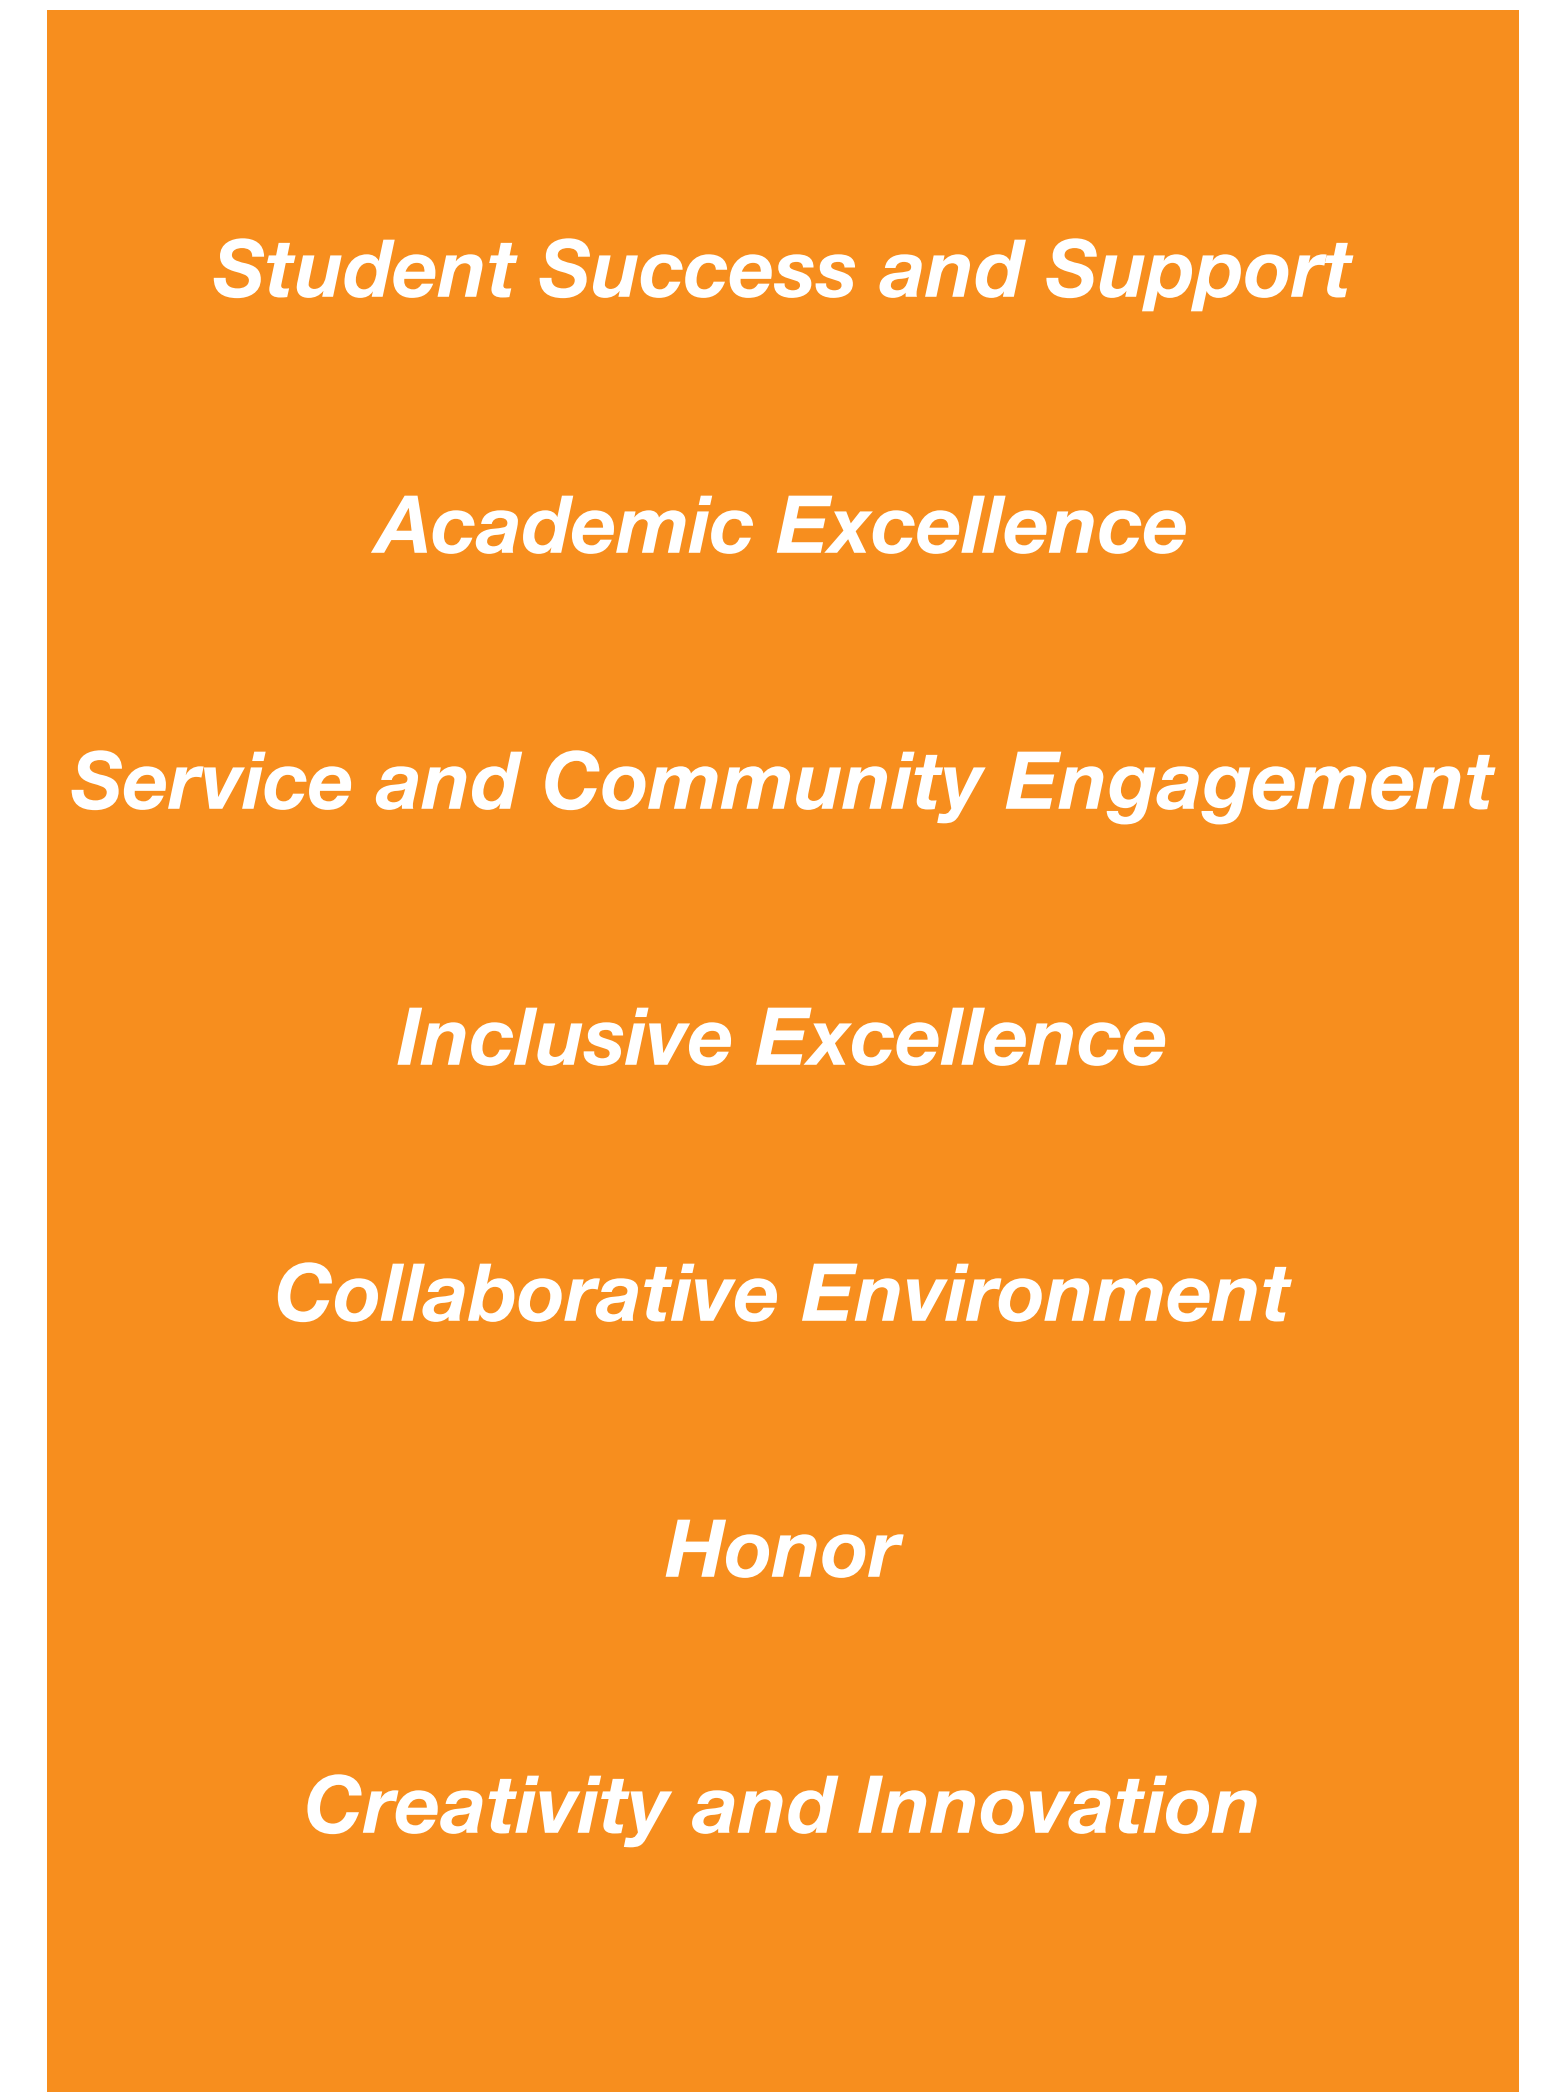 Student Success and Support
Academic Excellence
Service and Community Engagement
Inclusive Excellence
Collaborative Environment
Honor
Creativity and Innovation